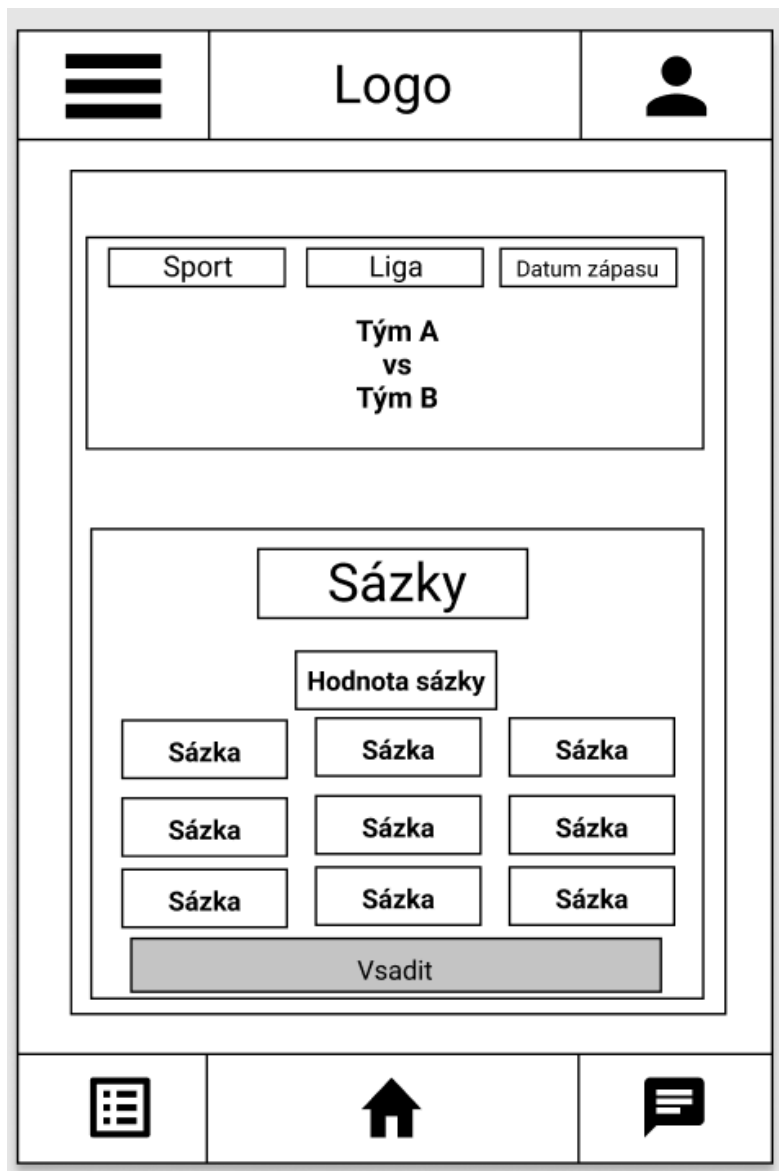 Logo
Sport Liga Datum zápasu
Tým A
vs
Tým B
Sázky
Hodnota sázky
Sázka Sázka Sázka
Sázka Sázka Sázka
Sázka Sázka Sázka
Vsadit